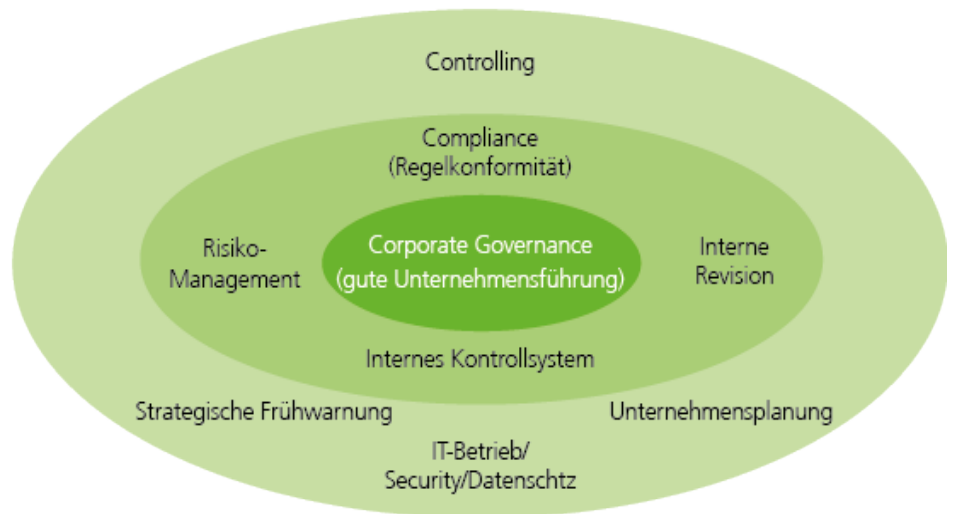 Controlling
Compliance
(Regelkonformität)
Risiko-
Management
Corporate Governance
(gute Unternehmensführung)
Interne
Revision
Internes Kontrollsystem
Strategische Frühwarnung
Unternehmensplanung
IT-Betrieb/
Security/Datenschtz